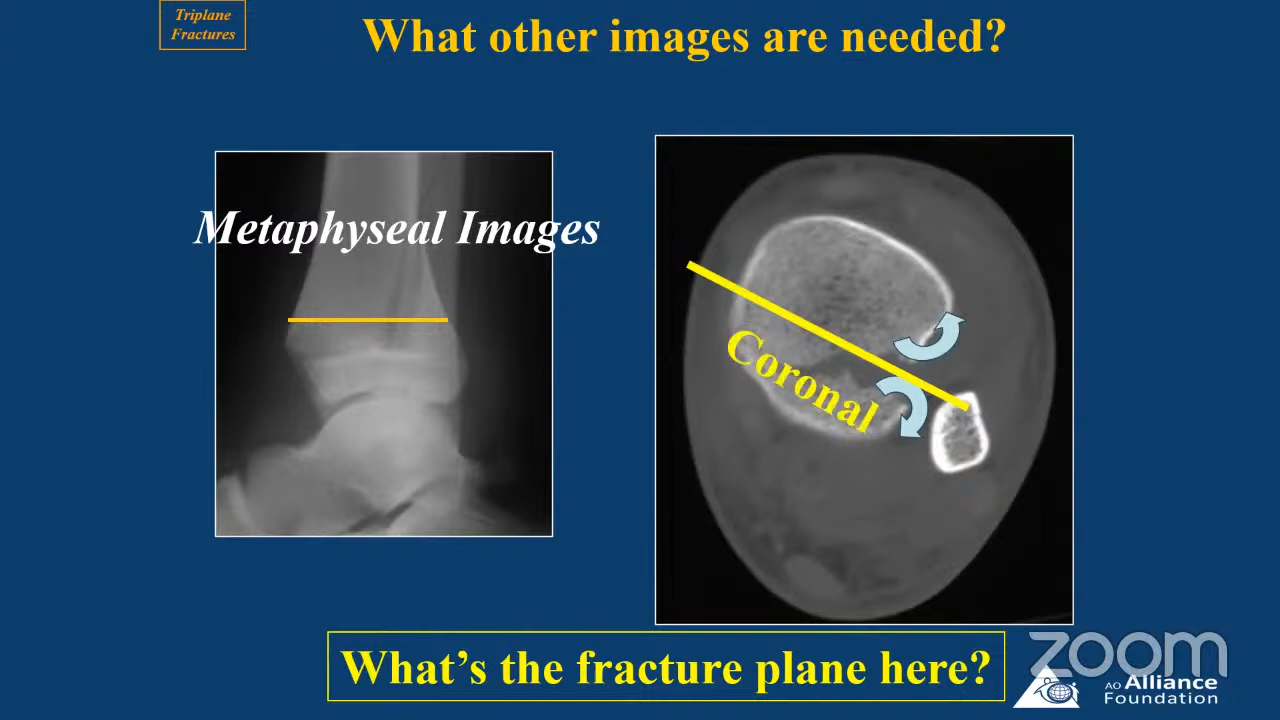 Triplane
Fractures
What other images are needed?
Metaphyseal Images
Coronal
What's the fracture plane here?
zoom
AO Alliance
Foundation